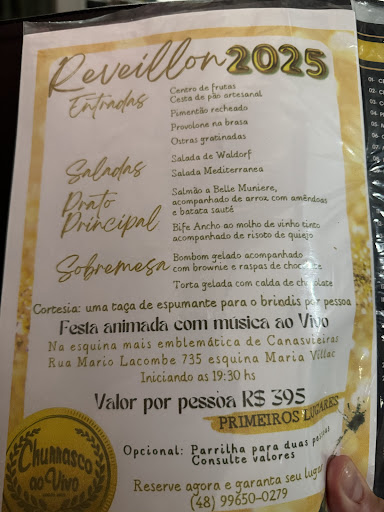 Reveillon 2025
Entradas
Centro de frutas
Cesta de pão artesanal
Pimentão recheado
Provolone na brasa
Ostras gratinadas
Saladas
Salada de Waldorf
Salada Mediterranea
Prato
Principal
Salmão a Belle Muniere,
acompanhado de arroz com amêndoas
e batata sauté
Bife Ancho ao molho de vinho tinto
acompanhado de risoto de quiejo
Sobremesa
Bombom gelado acompanhado
com brownie e raspas de chocolate
Torta gelada com calda de chocolate
Cortesia: uma taça de espumante para o brindis por pessoa
Festa animada com música ao Vivo
Na esquina mais emblemática de Canasvieiras
Rua Mario Lacombe 735 esquina Maria Villac
Iniciando as 19:30 hs
Valor por pessoa R$ 395
PRIMEIROS LUGARES
Opcional: Parrilha para duas pessoas
Consulte valores
Churrasco
ao Vivo
Reserve agora e garanta seu lugar
(48) 99650-0279